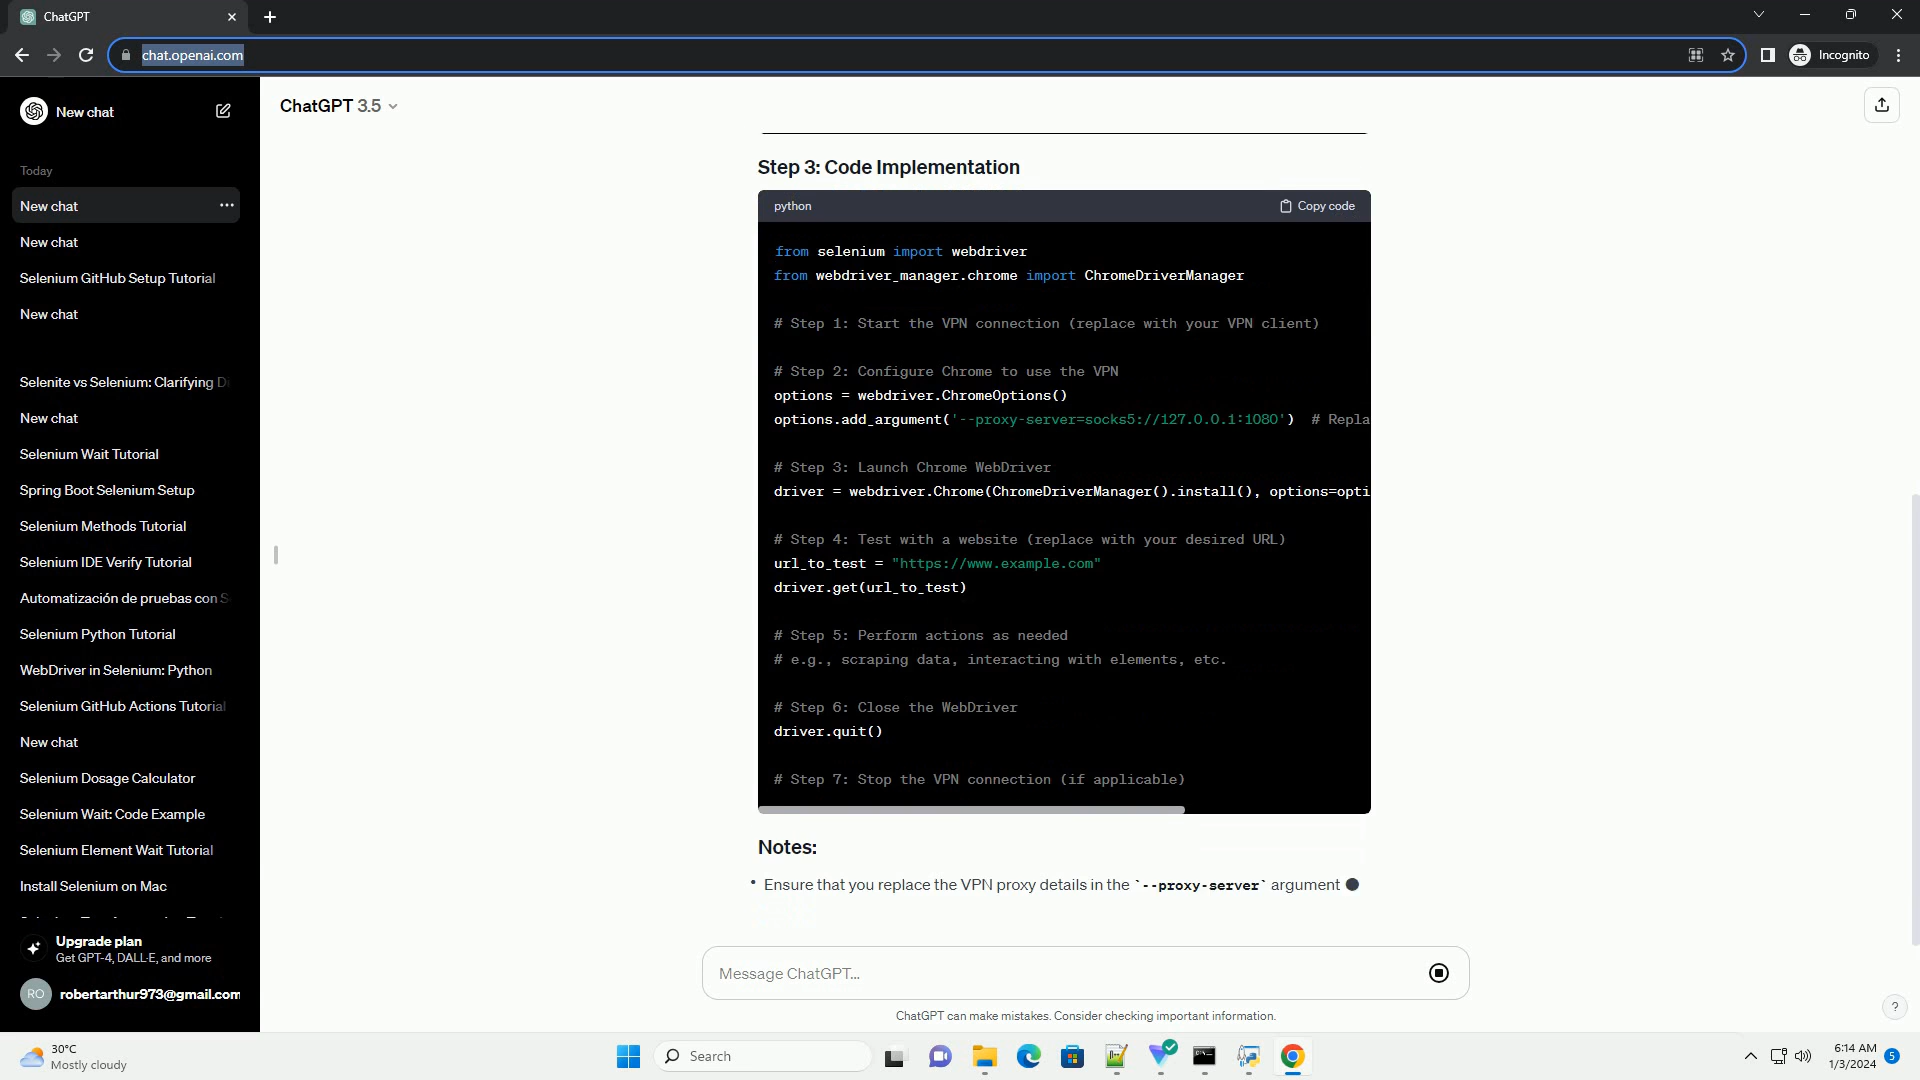 ChatGPT
chat.openai.com
Incognito
New chat
Today
New chat
New chat
Selenium GitHub Setup Tutorial
New chat
Selenite vs Selenium: Clarifying Di
New chat
Selenium Wait Tutorial
Spring Boot Selenium Setup
Selenium Methods Tutorial
Selenium IDE Verify Tutorial
Automatización de pruebas con S
Selenium Python Tutorial
WebDriver in Selenium: Python
Selenium GitHub Actions Tutorial
New chat
Selenium Dosage Calculator
Selenium Wait: Code Example
Selenium Element Wait Tutorial
Install Selenium on Mac
Upgrade plan
Get GPT-4, DALL·E, and more
RO robertarthur973@gmail.com
ChatGPT 3.5
Step 3: Code Implementation
python Copy code
from selenium import webdriver
from webdriver_manager.chrome import ChromeDriverManager
# Step 1: Start the VPN connection (replace with your VPN client)
# Step 2: Configure Chrome to use the VPN
options = webdriver.ChromeOptions()
options.add_argument('--proxy-server=socks5://127.0.0.1:1080') # Repla
# Step 3: Launch Chrome WebDriver
driver = webdriver.Chrome(ChromeDriverManager().install(), options=opti
# Step 4: Test with a website (replace with your desired URL)
url_to_test = "https://www.example.com"
driver.get(url_to_test)
# Step 5: Perform actions as needed
# e.g., scraping data, interacting with elements, etc.
# Step 6: Close the WebDriver
driver.quit()
# Step 7: Stop the VPN connection (if applicable)
Notes:
• Ensure that you replace the VPN proxy details in the `--proxy-server` argument
Message ChatGPT...
ChatGPT can make mistakes. Consider checking important information.
?
30°C
Mostly cloudy
Search
6:14 AM
1/3/2024
5